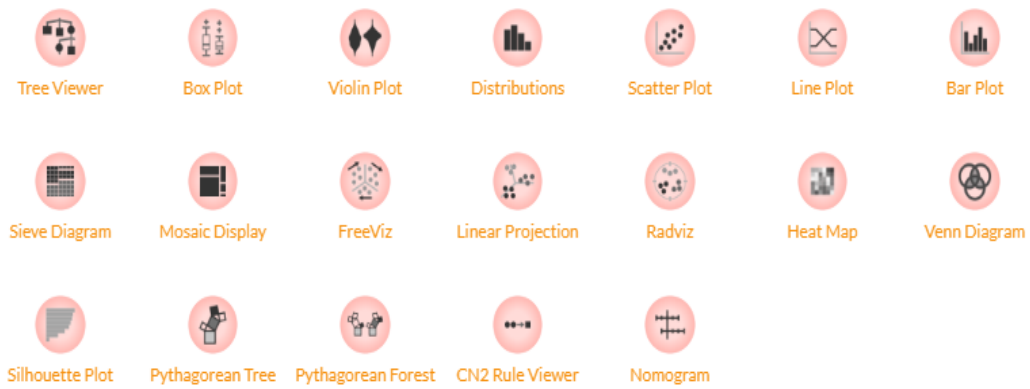 Tree Viewer
Box Plot
Violin Plot
Distributions
Scatter Plot
Line Plot
Bar Plot
Sieve Diagram
Mosaic Display
FreeViz
Linear Projection
Radviz
Heat Map
Venn Diagram
Silhouette Plot
Pythagorean Tree
Pythagorean Forest
CN2 Rule Viewer
Nomogram